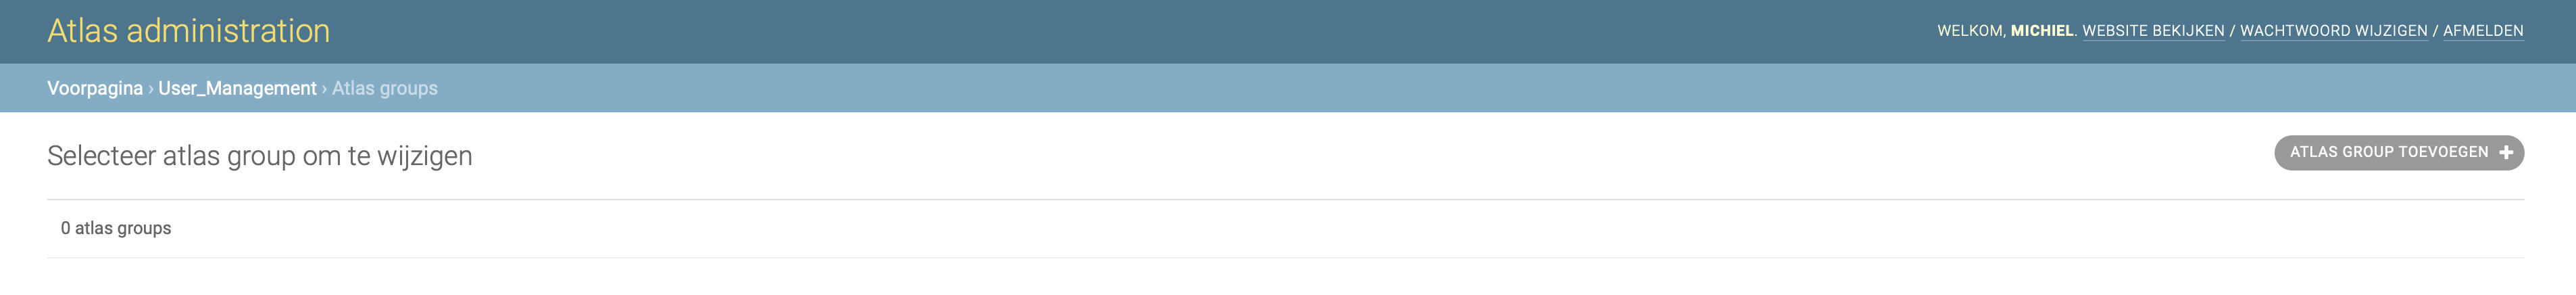 Atlas administration
WELKOM, MICHIEL. WEBSITE BEKIJKEN / WACHTWOORD WIJZIGEN / AFMELDEN
Voorpagina › User_Management › Atlas groups
Selecteer atlas group om te wijzigen
ATLAS GROUP TOEVOEGEN +
0 atlas groups